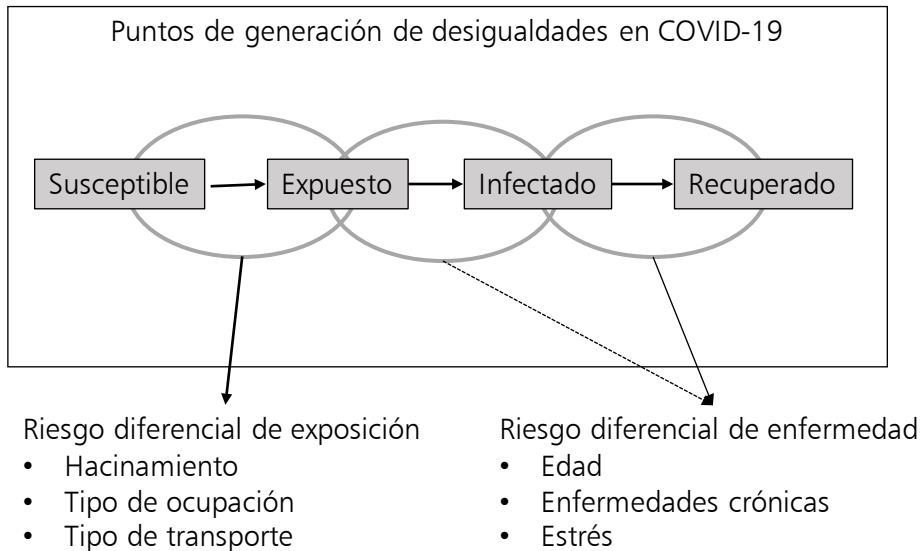 Puntos de generación de desigualdades en COVID-19
Susceptible
Expuesto
Infectado
Recuperado
Riesgo diferencial de exposición
• Hacinamiento
• Tipo de ocupación
• Tipo de transporte
Riesgo diferencial de enfermedad
• Edad
• Enfermedades crónicas
• Estrés